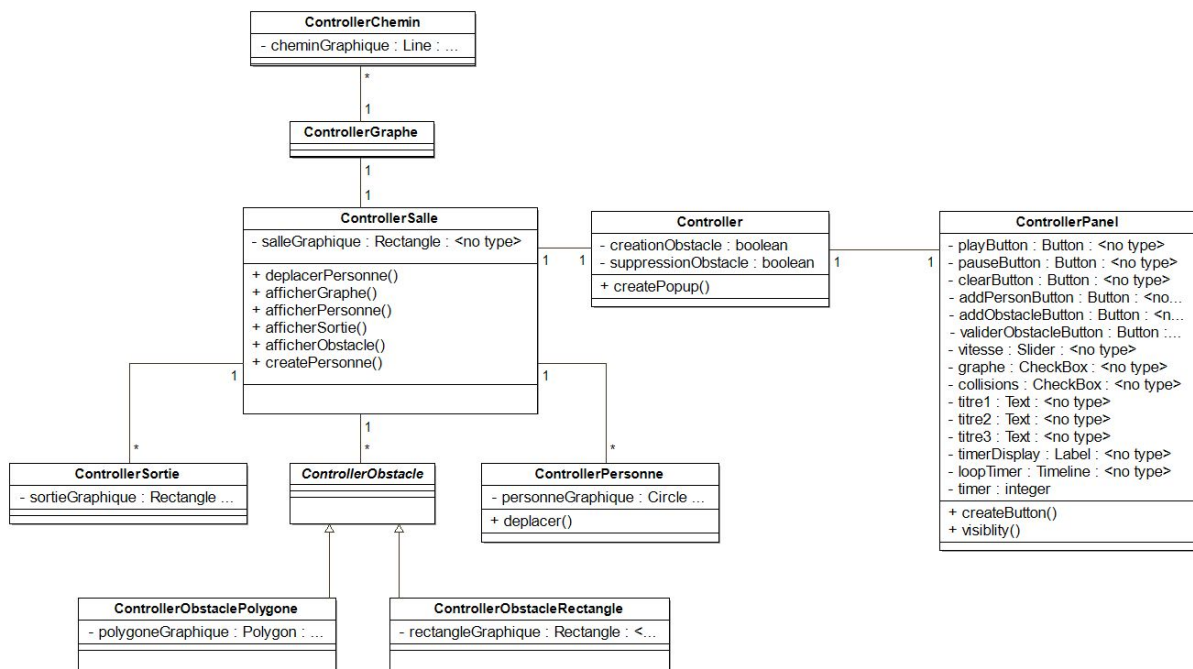 ControllerChemin
- cheminGraphique : Line : ...
*
1
ControllerGraphe
1
1
ControllerSalle
- salleGraphique : Rectangle : <no type>
+ deplacerPersonne()
+ afficherGraphe()
+ afficherPersonne()
+ afficherSortie()
+ afficherObstacle()
+ createPersonne()
1
1
Controller
- creationObstacle : boolean
- suppressionObstacle : boolean
+ createPopup()
1
1
ControllerPanel
- playButton : Button : <no type>
- pauseButton : Button : <no type>
- clearButton : Button : <no type>
- addPersonButton : Button : <no...
- addObstacleButton : Button : <n...
- validerObstacleButton : Button :...
- vitesse : Slider : <no type>
- graphe : CheckBox : <no type>
- collisions : CheckBox : <no type>
- titre1 : Text : <no type>
- titre2 : Text : <no type>
- titre3 : Text : <no type>
- timerDisplay : Label : <no type>
- loopTimer : Timeline : <no type>
- timer : integer
+ createButton()
+ visiblity()
1
*
1
*
1
*
ControllerSortie
- sortieGraphique : Rectangle ...
ControllerObstacle
ControllerPersonne
- personneGraphique : Circle ...
+ deplacer()
ControllerObstaclePolygone
- polygoneGraphique : Polygon : ...
ControllerObstacleRectangle
- rectangleGraphique : Rectangle : <...